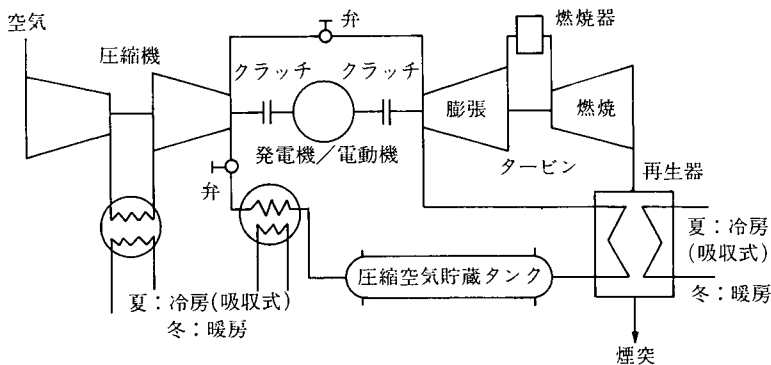 空気
圧縮機
弁
燃焼器
クラッチ
クラッチ
膨張
燃焼
発電機/電動機
タービン
弁
再生器
夏:冷房
(吸収式)
圧縮空気貯蔵タンク
夏:冷房(吸収式)
冬:暖房
冬:暖房
煙突